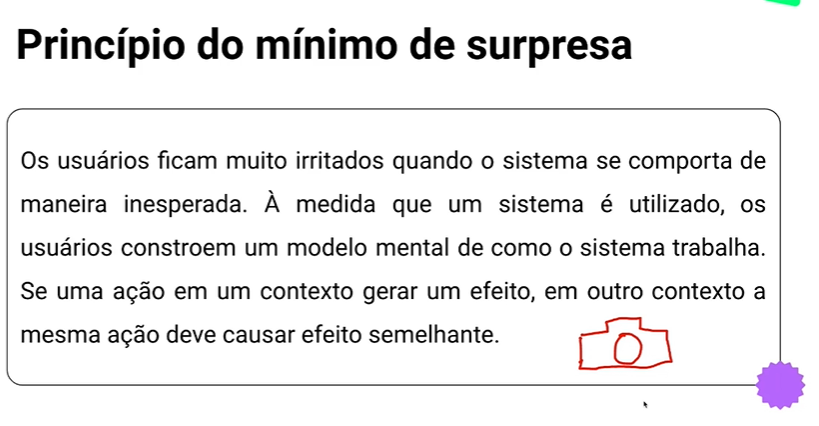 Princípio do mínimo de surpresa
Os usuários ficam muito irritados quando o sistema se comporta de
maneira inesperada. À medida que um sistema é utilizado, os
usuários constroem um modelo mental de como o sistema trabalha.
Se uma ação em um contexto gerar um efeito, em outro contexto a
mesma ação deve causar efeito semelhante.